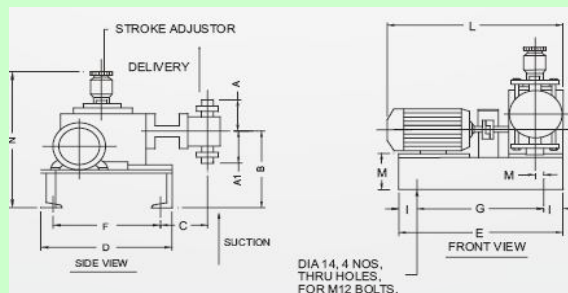 STROKE ADJUSTOR
DELIVERY
A
N
A1
B
F
C
D
SUCTION
SIDE VIEW
L
M
M
I
G
I
E
FRONT VIEW
DIA 14, 4 NOS,
THRU HOLES,
FOR M12 BOLTS.